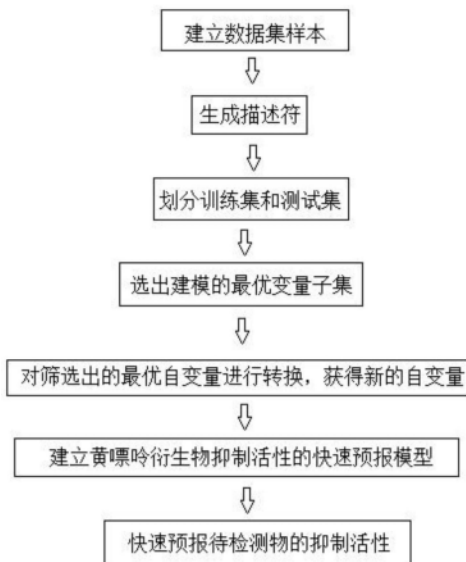 建立数据集样本
生成描述符
划分训练集和测试集
选出建模的最优变量子集
对筛选出的最优自变量进行转换，获得新的自变量
建立黄嘌呤衍生物抑制活性的快速预报模型
快速预报待检测物的抑制活性